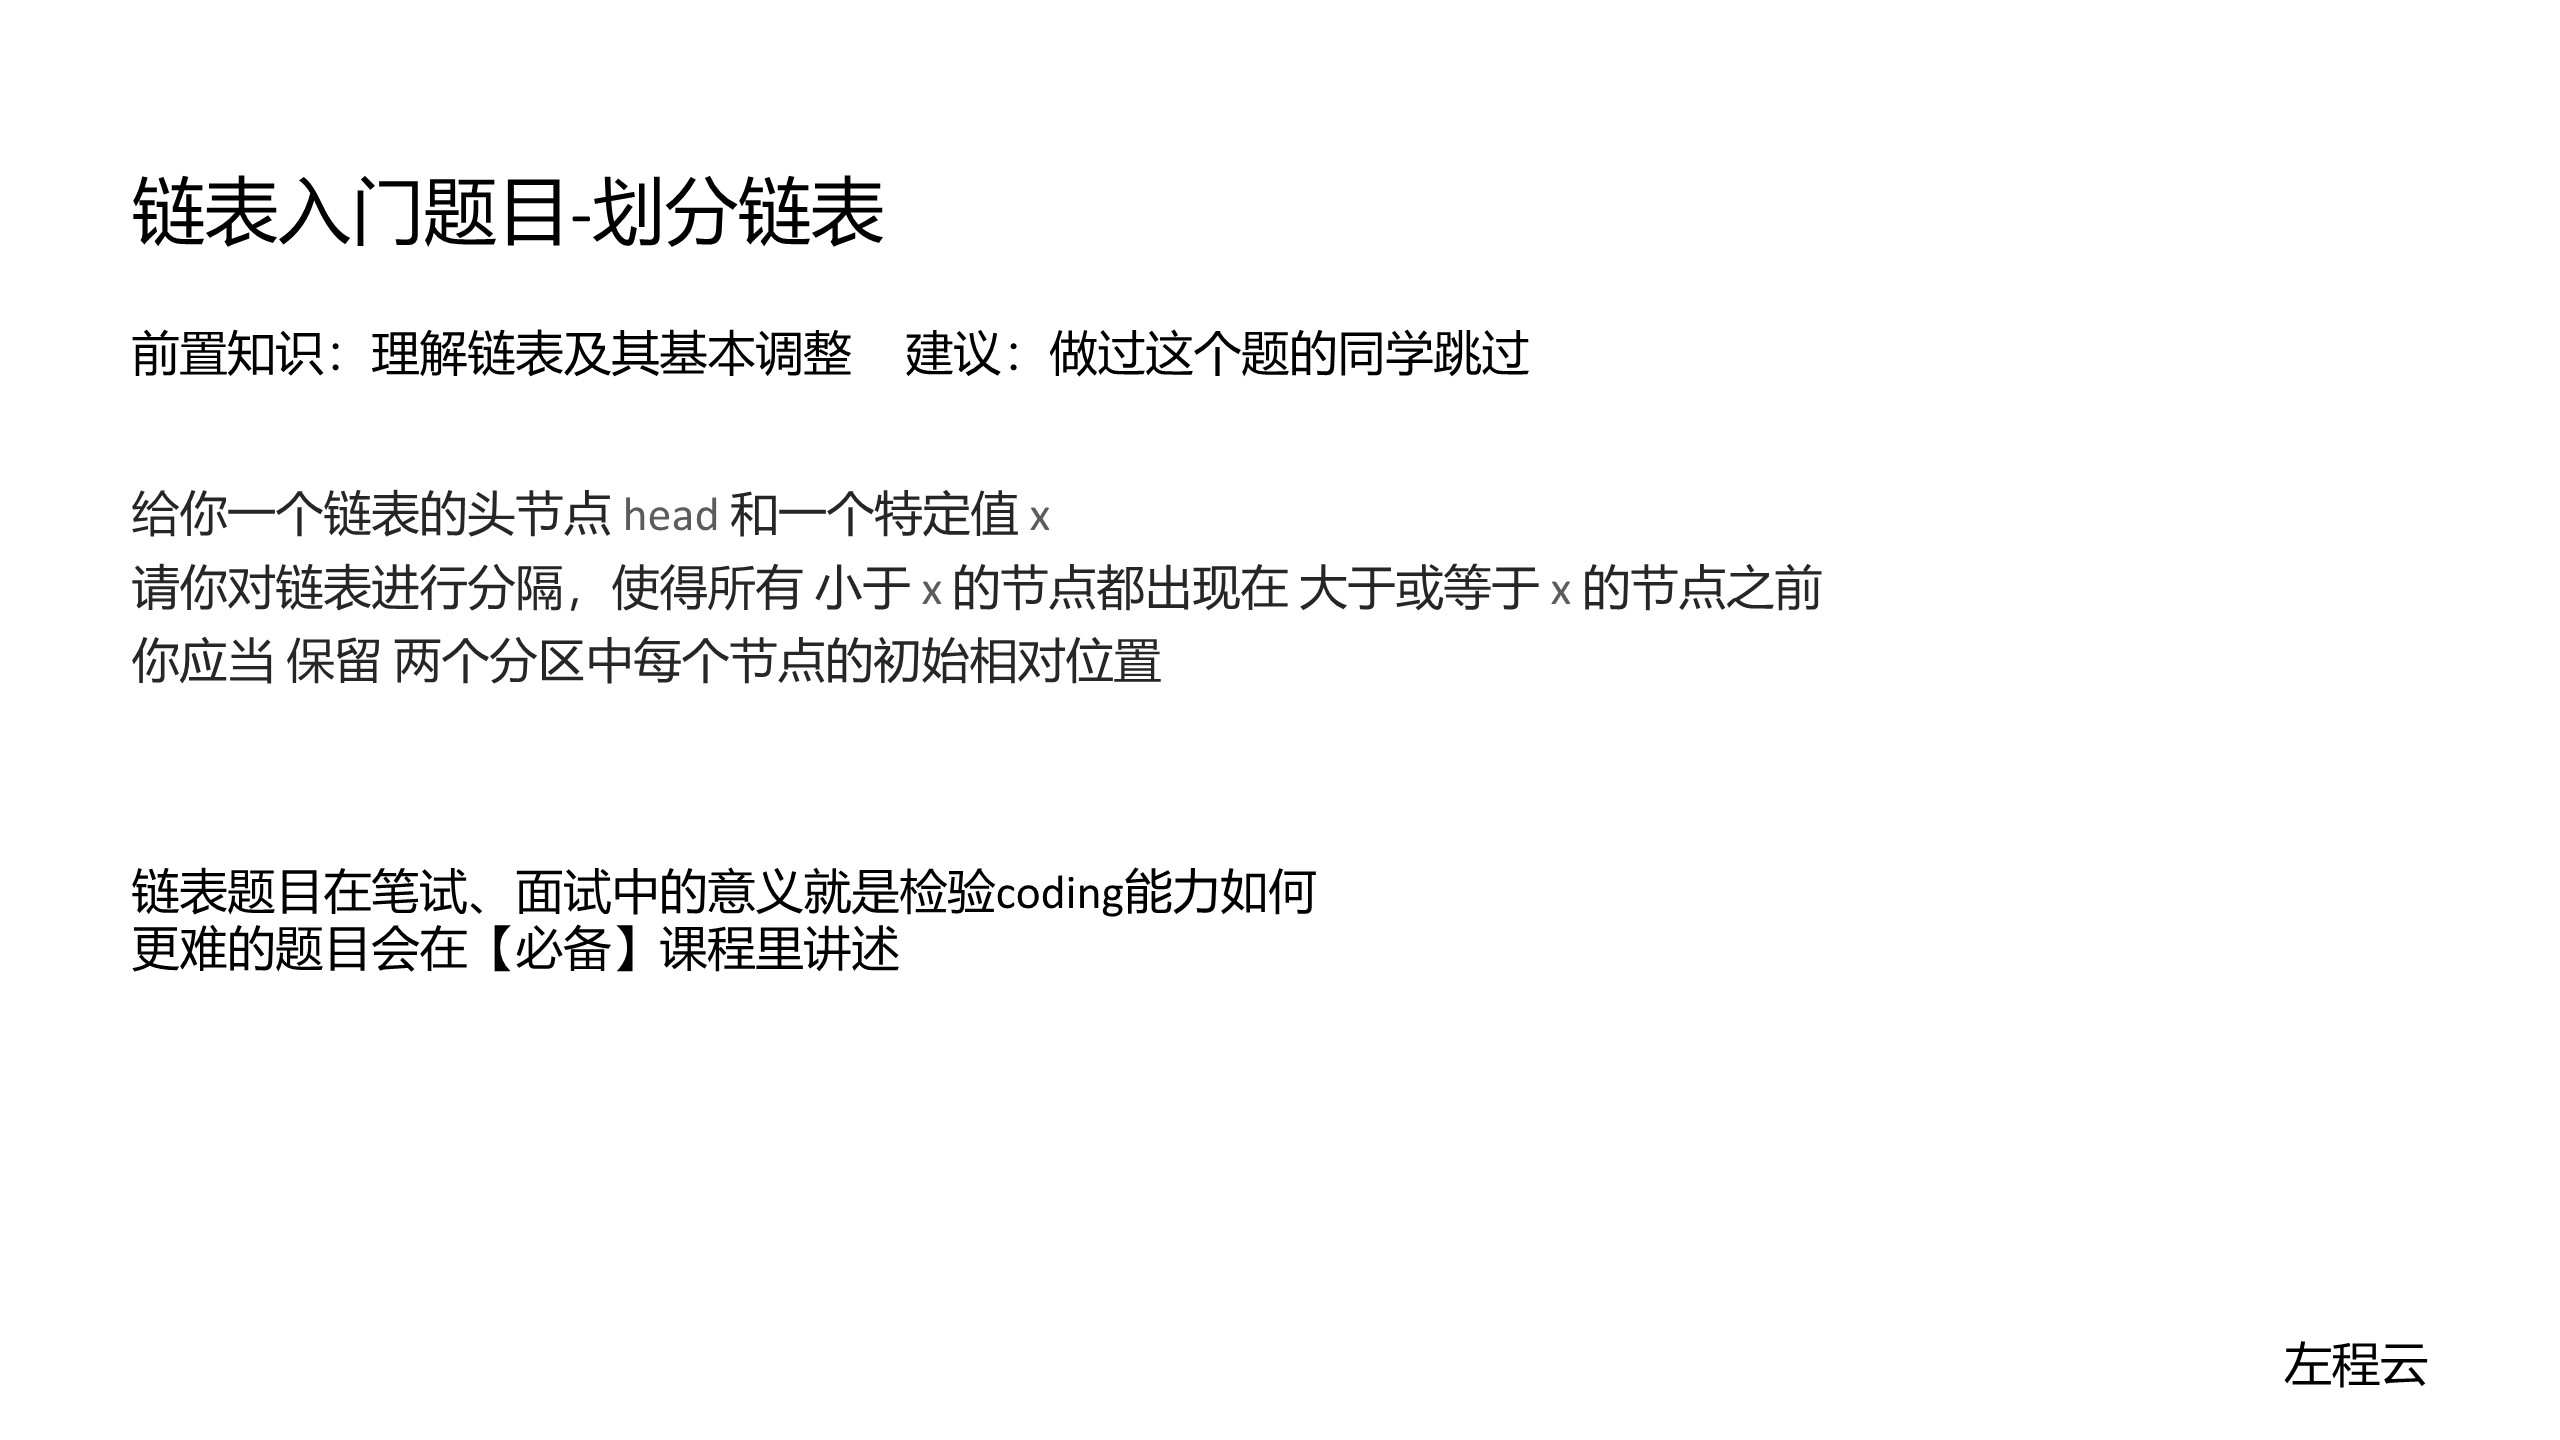 链表入门题目-划分链表
前置知识：理解链表及其基本调整 建议：做过这个题的同学跳过
给你一个链表的头节点 head 和一个特定值 x
请你对链表进行分隔，使得所有 小于 x 的节点都出现在 大于或等于 x 的节点之前
你应当 保留 两个分区中每个节点的初始相对位置
链表题目在笔试、面试中的意义就是检验coding能力如何
更难的题目会在【必备】课程里讲述
左程云